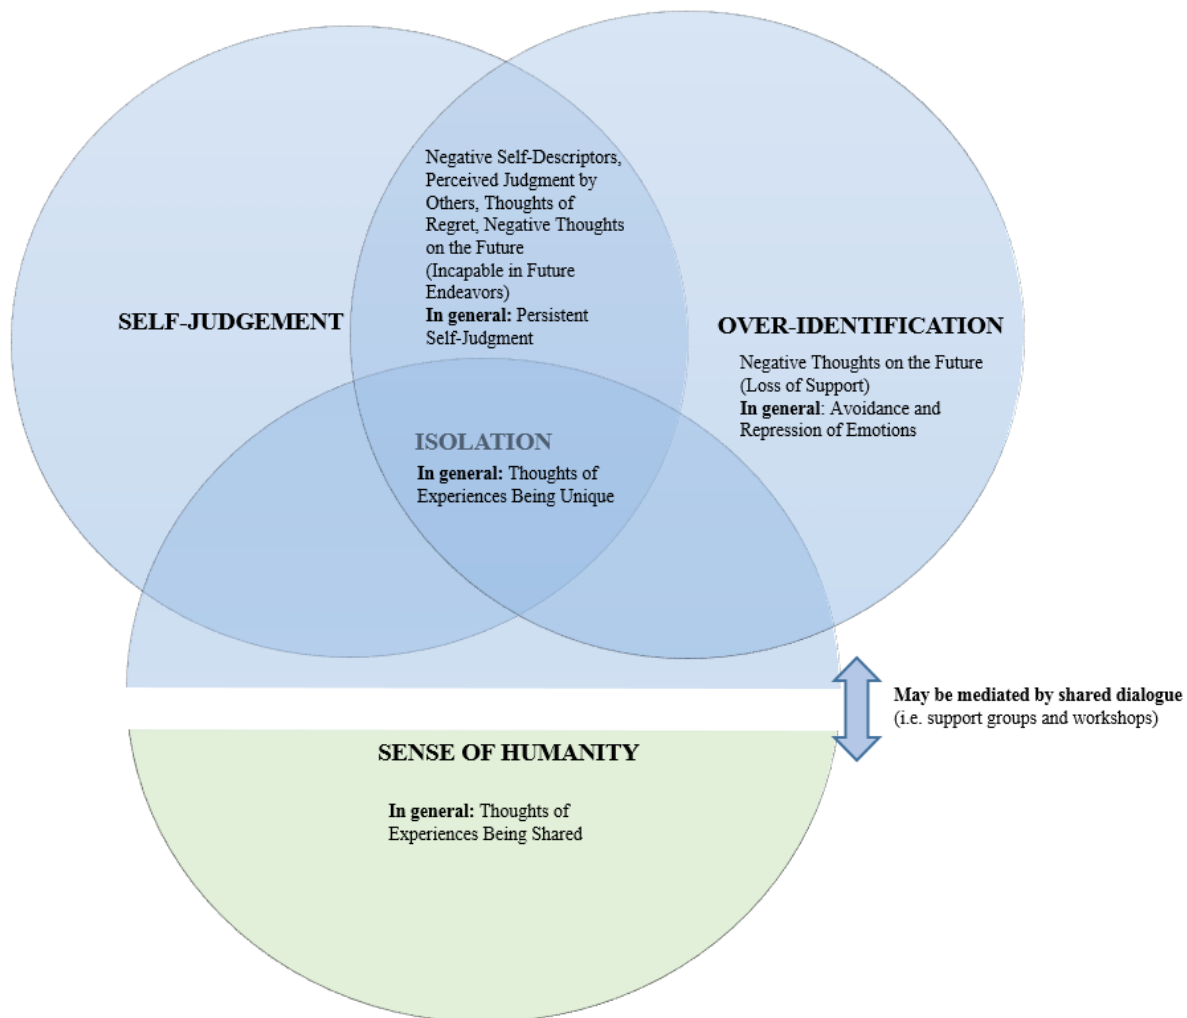 Negative Self-Descriptors,
Perceived Judgment by
Others, Thoughts of
Regret, Negative Thoughts
on the Future
(Incapable in Future
Endeavors)
In general: Persistent
Self-Judgment
SELF-JUDGEMENT
OVER-IDENTIFICATION
Negative Thoughts on the Future
(Loss of Support)
In general: Avoidance and
Repression of Emotions
ISOLATION
In general: Thoughts of
Experiences Being Unique
May be mediated by shared dialogue
(i.e. support groups and workshops)
SENSE OF HUMANITY
In general: Thoughts of
Experiences Being Shared